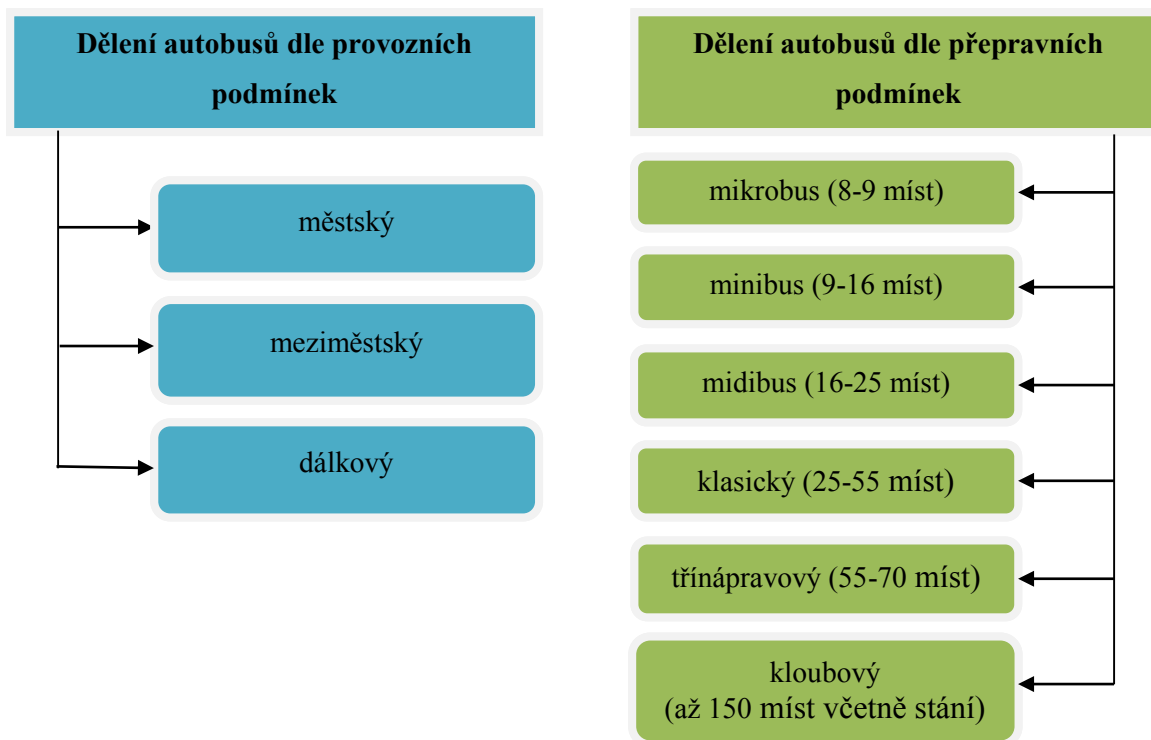 Dělení autobusů dle provozních
podmínek
městský
meziměstský
dálkový
Dělení autobusů dle přepravních
podmínek
mikrobus (8-9 míst)
minibus (9-16 míst)
midibus (16-25 míst)
klasický (25-55 míst)
třínápravový (55-70 míst)
kloubový
(až 150 míst včetně stání)